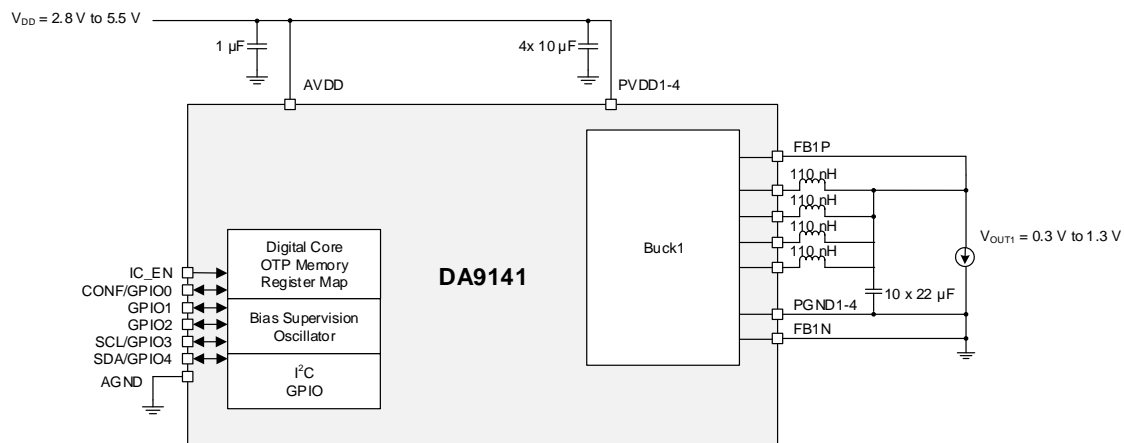 V_DD = 2.8 V to 5.5 V
1 µF
4x 10 µF
AVDD
PVDD1-4
FB1P
110 nH
110 nH
110 nH
110 nH
Buck1
V_OUT1 = 0.3 V to 1.3 V
Digital Core
OTP Memory
Register Map
DA9141
IC_EN
CONF/GPIO0
GPIO1
GPIO2
SCL/GPIO3
SDA/GPIO4
AGND
Bias Supervision
Oscillator
I²C
GPIO
10 x 22 µF
PGND1-4
FB1N